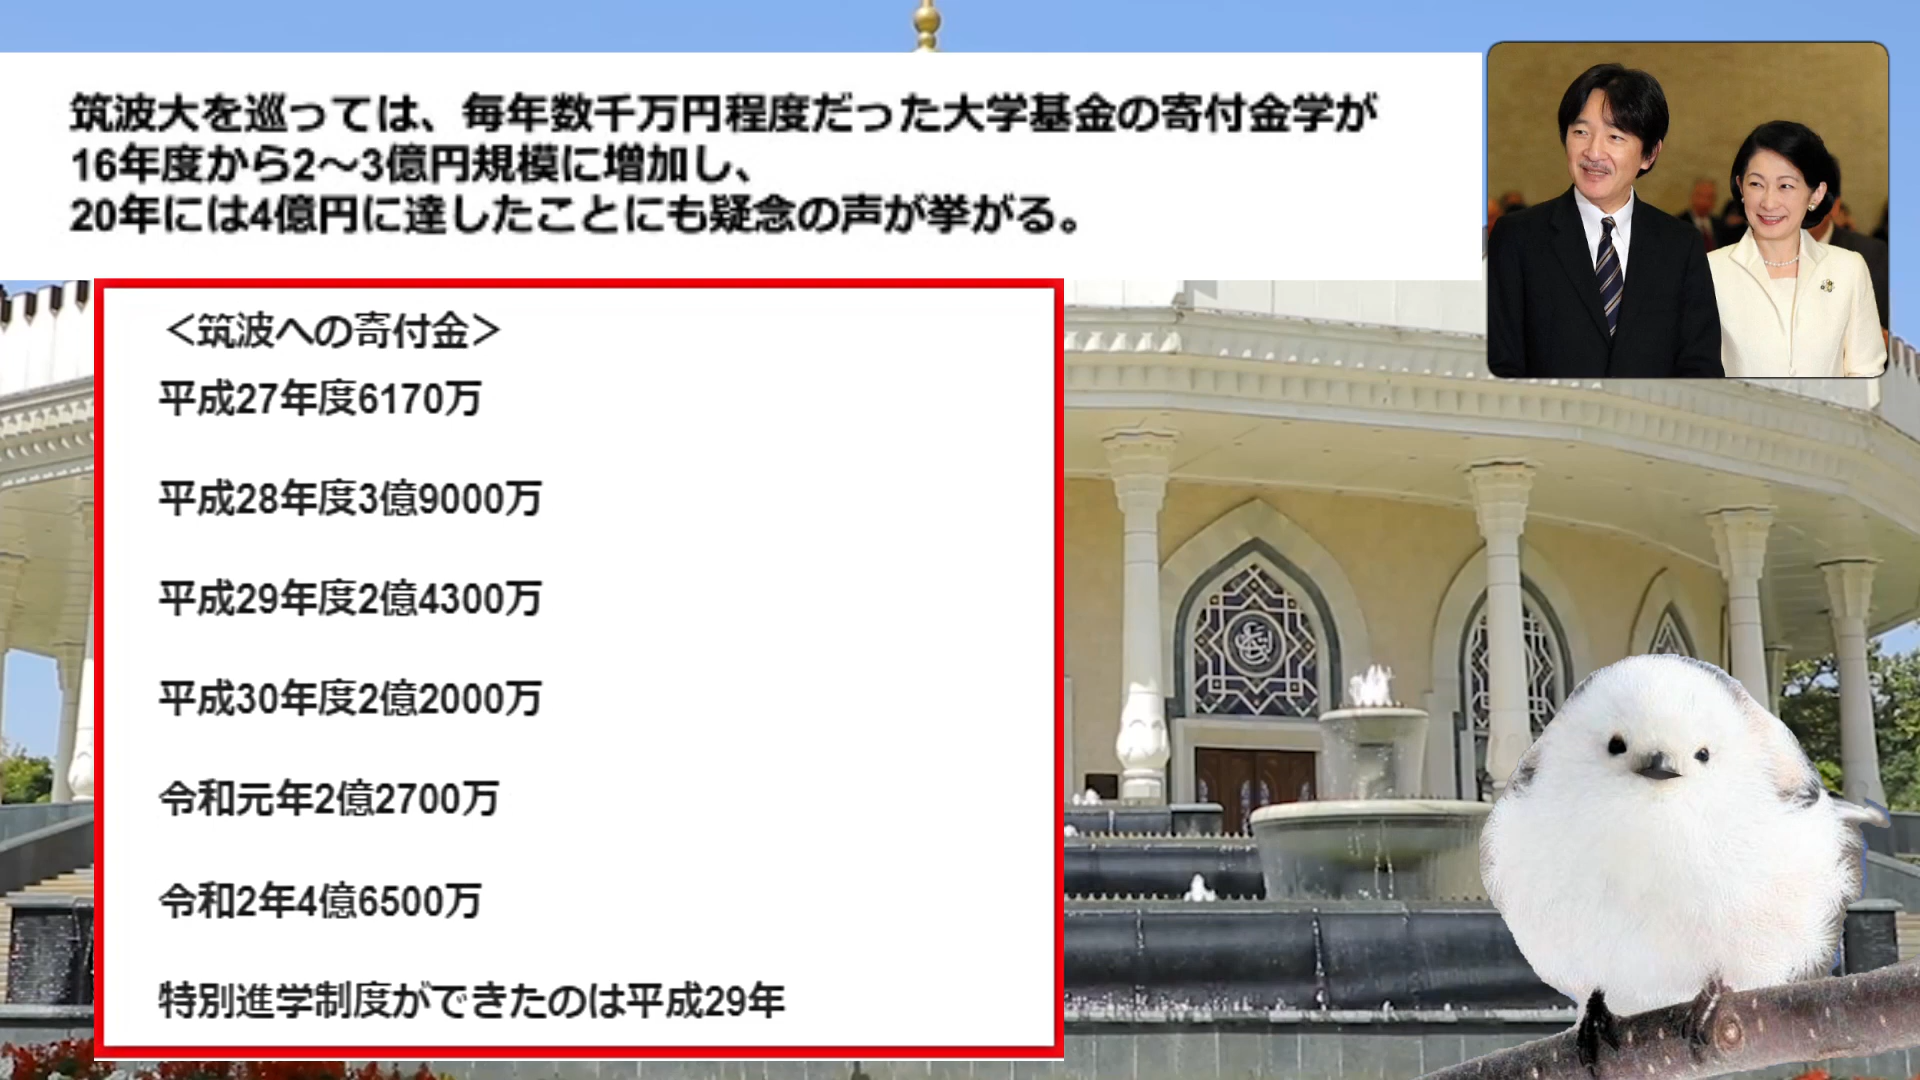 筑波大を巡っては、毎年数千万円程度だった大学基金の寄付金学が
16年度から2～3億円規模に増加し、
20年には4億円に達したことにも疑念の声が挙がる。
＜筑波への寄付金＞
平成27年度6170万
平成28年度3億9000万
平成29年度2億4300万
平成30年度2億2000万
令和元年2億2700万
令和2年4億6500万
特別進学制度ができたのは平成29年